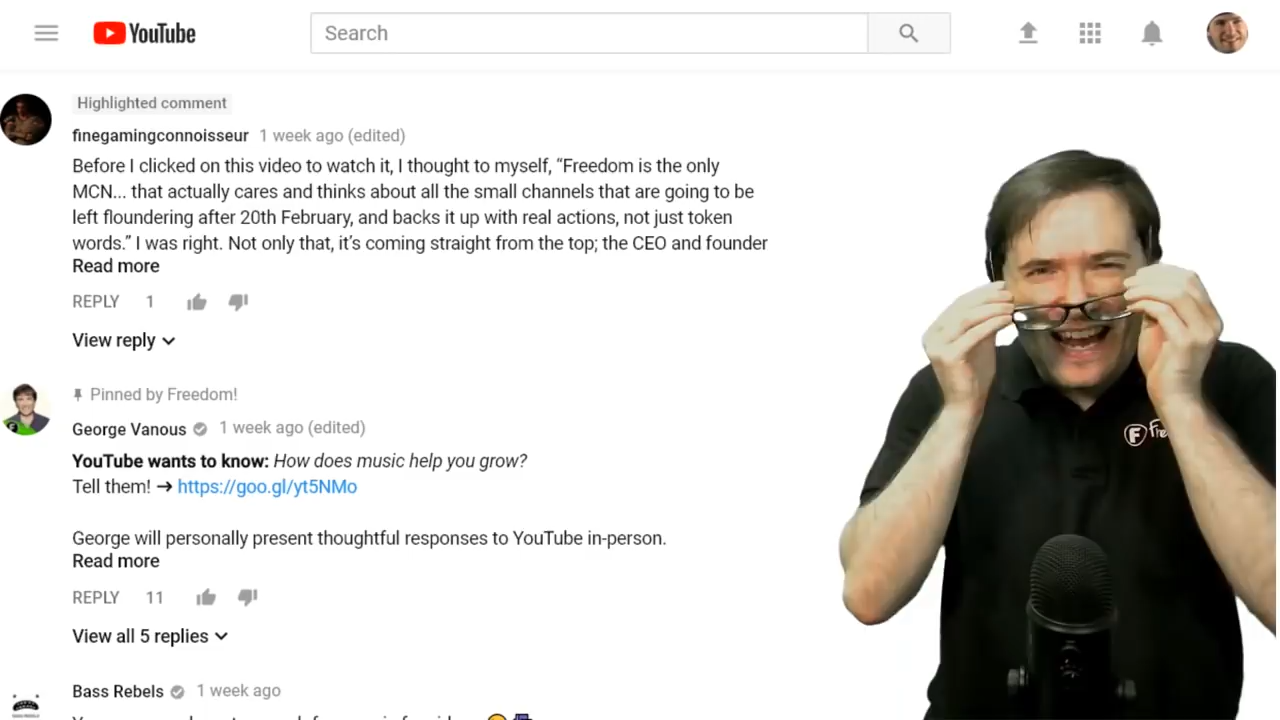 YouTube
Search
Highlighted comment
finegamingconnoisseur 1 week ago (edited)
Before I clicked on this video to watch it, I thought to myself, “Freedom is the only
MCN... that actually cares and thinks about all the small channels that are going to be
left floundering after 20th February, and backs it up with real actions, not just token
words.” I was right. Not only that, it’s coming straight from the top; the CEO and founder
Read more
REPLY 1
View reply
Pinned by Freedom!
George Vanous 1 week ago (edited)
YouTube wants to know: How does music help you grow?
Tell them! ➔ https://goo.gl/yt5NMo
George will personally present thoughtful responses to YouTube in-person.
Read more
REPLY 11
View all 5 replies
Bass Rebels 1 week ago